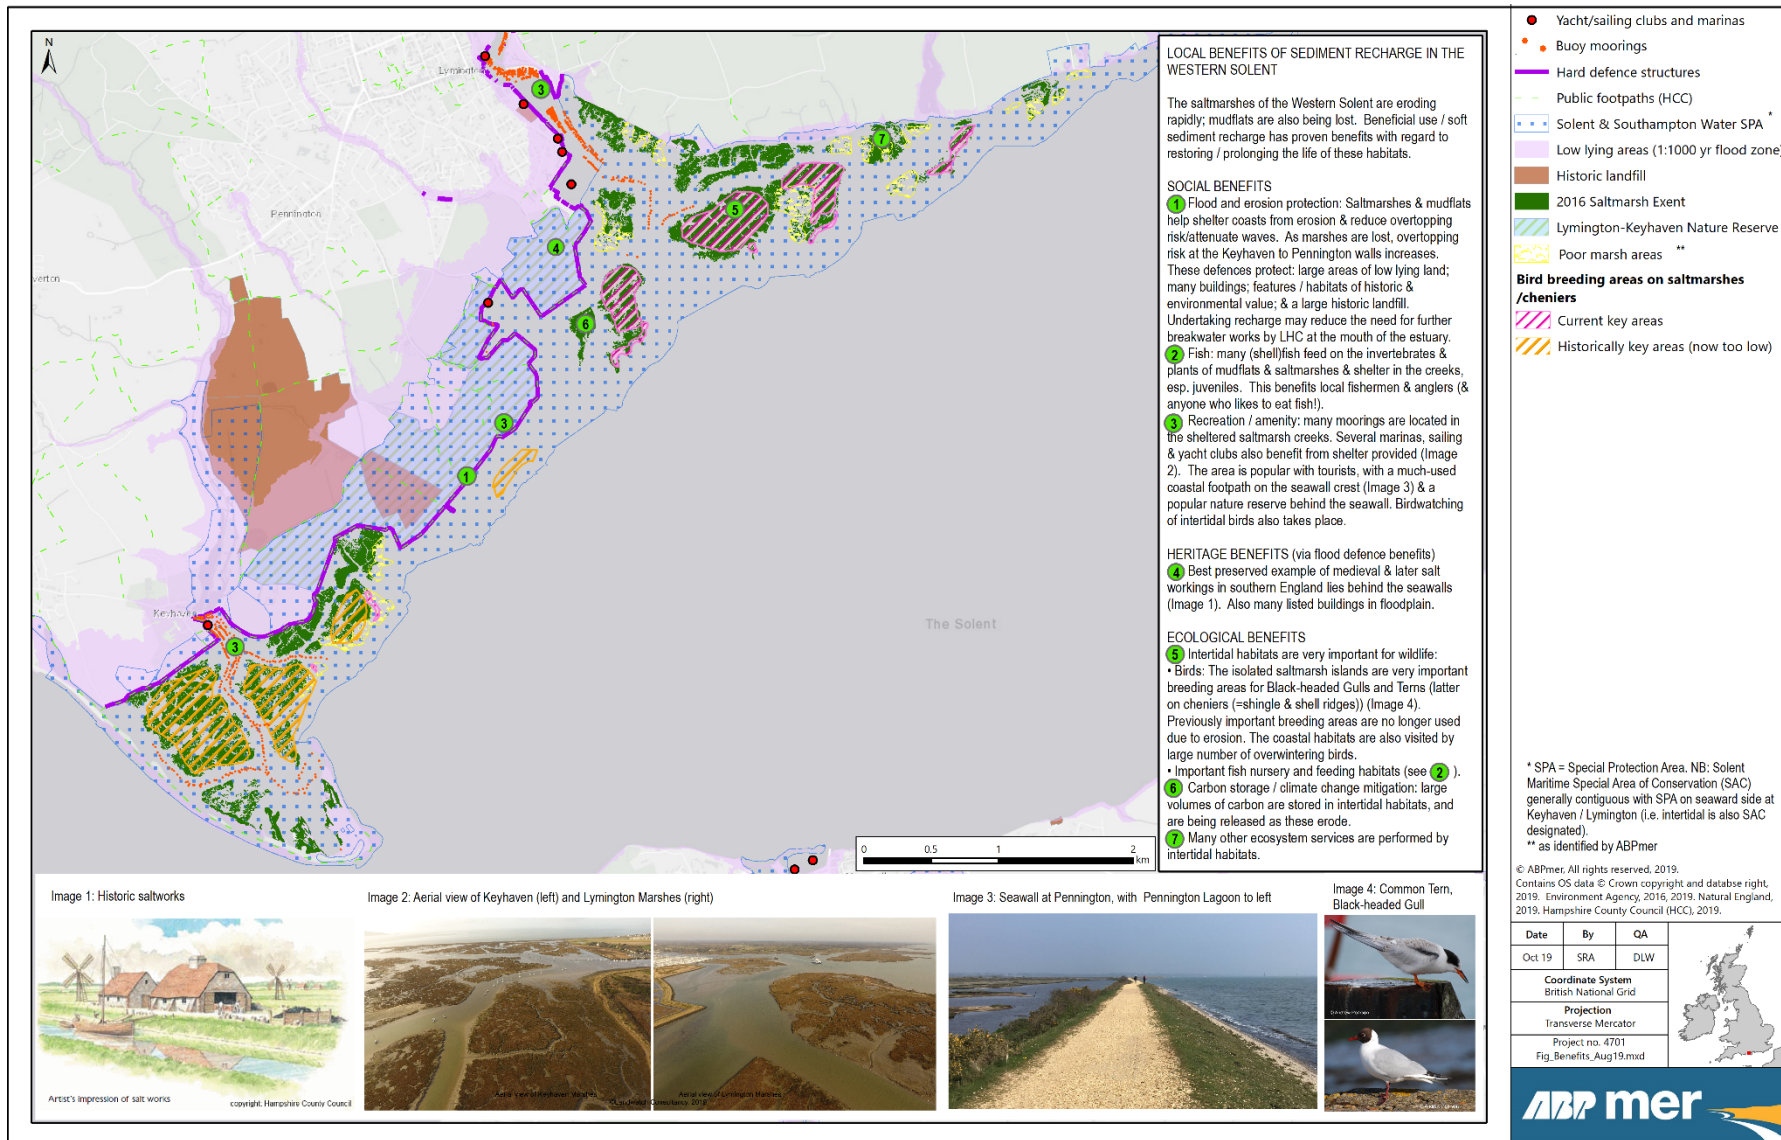 N
Lymington
Pennington
verton
Keyhaven
The Solent
3
7
5
4
6
3
1
3
0 0.5 1 2
km
LOCAL BENEFITS OF SEDIMENT RECHARGE IN THE
WESTERN SOLENT
The saltmarshes of the Western Solent are eroding
rapidly; mudflats are also being lost. Beneficial use / soft
sediment recharge has proven benefits with regard to
restoring / prolonging the life of these habitats.
SOCIAL BENEFITS
1 Flood and erosion protection: Saltmarshes & mudflats
help shelter coasts from erosion & reduce overtopping
risk/attenuate waves. As marshes are lost, overtopping
risk at the Keyhaven to Pennington walls increases.
These defences protect: large areas of low lying land;
many buildings; features / habitats of historic &
environmental value; & a large historic landfill.
Undertaking recharge may reduce the need for further
breakwater works by LHC at the mouth of the estuary.
2 Fish: many (shell)fish feed on the invertebrates &
plants of mudflats & saltmarshes & shelter in the creeks,
esp. juveniles. This benefits local fishermen & anglers (&
anyone who likes to eat fish!).
3 Recreation / amenity: many moorings are located in
the sheltered saltmarsh creeks. Several marinas, sailing
& yacht clubs also benefit from shelter provided (Image
2). The area is popular with tourists, with a much-used
coastal footpath on the seawall crest (Image 3) & a
popular nature reserve behind the seawall. Birdwatching
of intertidal birds also takes place.
HERITAGE BENEFITS (via flood defence benefits)
4 Best preserved example of medieval & later salt
workings in southern England lies behind the seawalls
(Image 1). Also many listed buildings in floodplain.
ECOLOGICAL BENEFITS
5 Intertidal habitats are very important for wildlife:
• Birds: The isolated saltmarsh islands are very important
breeding areas for Black-headed Gulls and Terns (latter
on cheniers (=shingle & shell ridges)) (Image 4).
Previously important breeding areas are no longer used
due to erosion. The coastal habitats are also visited by
large number of overwintering birds.
• Important fish nursery and feeding habitats (see 2 ).
6 Carbon storage / climate change mitigation: large
volumes of carbon are stored in intertidal habitats, and
are being released as these erode.
7 Many other ecosystem services are performed by
intertidal habitats.
Yacht/sailing clubs and marinas
Buoy moorings
Hard defence structures
Public footpaths (HCC)
Solent & Southampton Water SPA *
Low lying areas (1:1000 yr flood zone)
Historic landfill
2016 Saltmarsh Exent
Lymington-Keyhaven Nature Reserve
Poor marsh areas **
Bird breeding areas on saltmarshes
/cheniers
Current key areas
Historically key areas (now too low)
* SPA = Special Protection Area. NB: Solent
Maritime Special Area of Conservation (SAC)
generally contiguous with SPA on seaward side at
Keyhaven / Lymington (i.e. intertidal is also SAC
designated).
** as identified by ABPmer
© ABPmer, All rights reserved, 2019.
Contains OS data © Crown copyright and databse right,
2019. Environment Agency, 2016, 2019. Natural England,
2019. Hampshire County Council (HCC), 2019.
Date By QA
Oct 19 SRA DLW
Coordinate System
British National Grid
Projection
Transverse Mercator
Project no. 4701
Fig_Benefits_Aug19.mxd
ABP mer
Image 1: Historic saltworks
Artist's impression of salt works
copyright: Hampshire County Council
Image 2: Aerial view of Keyhaven (left) and Lymington Marshes (right)
Aerial view of Keyhaven Marshes
Aerial view of Lymington Marshes
Image 3: Seawall at Pennington, with Pennington Lagoon to left
Image 4: Common Tern,
Black-headed Gull